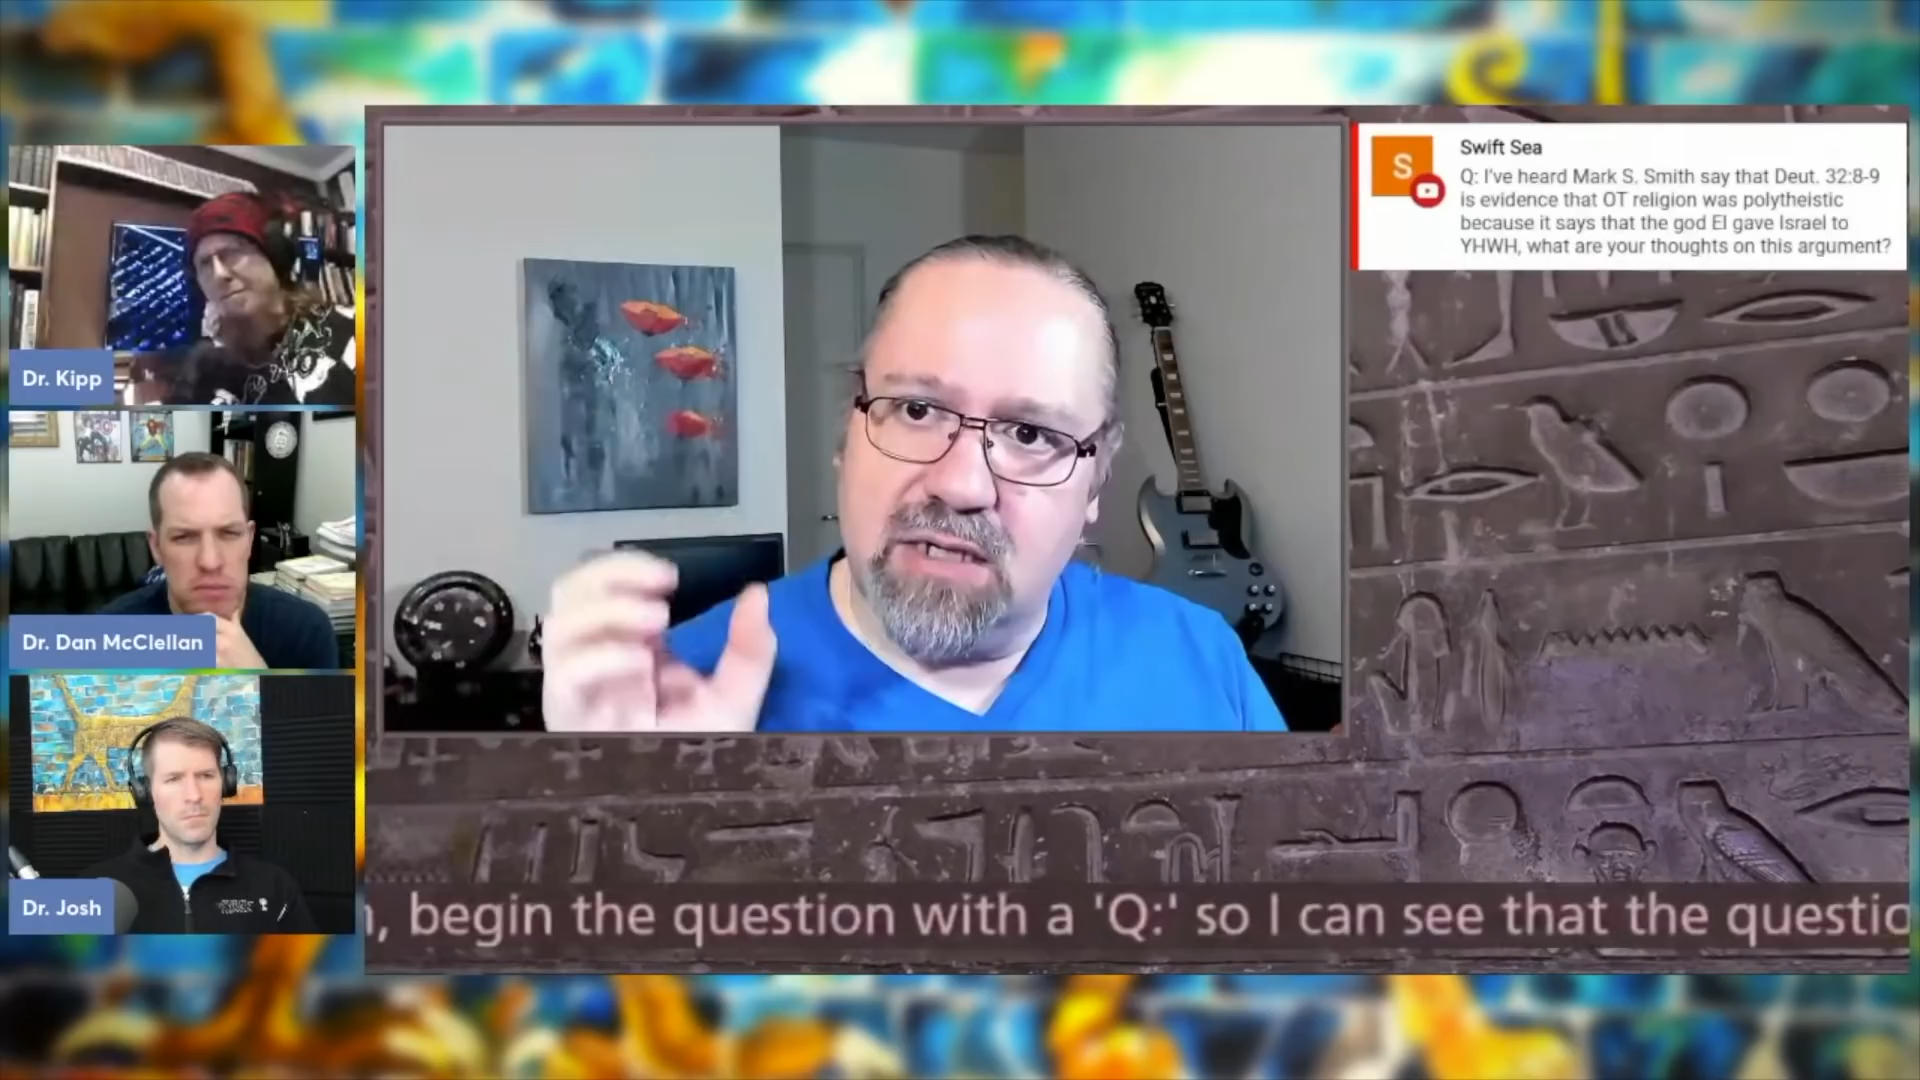 Dr. Kipp
Dr. Dan McClellan
Dr. Josh
S
Swift Sea
Q: I've heard Mark S. Smith say that Deut. 32:8-9
is evidence that OT religion was polytheistic
because it says that the god El gave Israel to
YHWH, what are your thoughts on this argument?
, begin the question with a 'Q:' so I can see that the questio